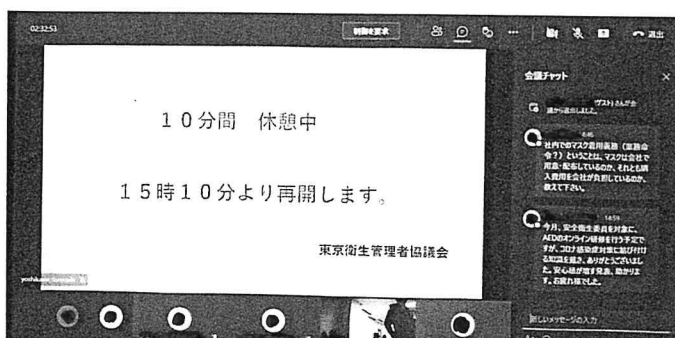 02:32:53
制御を要求
退出
10分間 休憩中
15時10分より再開します。
東京衛生管理者協議会
会議チャット
社内でのマスク着用義務（業務命
令？）ということは、マスクは会社で
用意・配布しているのか、それとも購
入費用を会社が負担しているのか、
教えて下さい。
14:59
今月、安全衛生委員を対象に、
AEDのオンライン研修を行う予定で
すが、コロナ感染症対策に結び付け
る知識を戴き、ありがとうございまし
た。安心感が増す発表、助かりま
す。お疲れ様でした。
新しいメッセージの入力